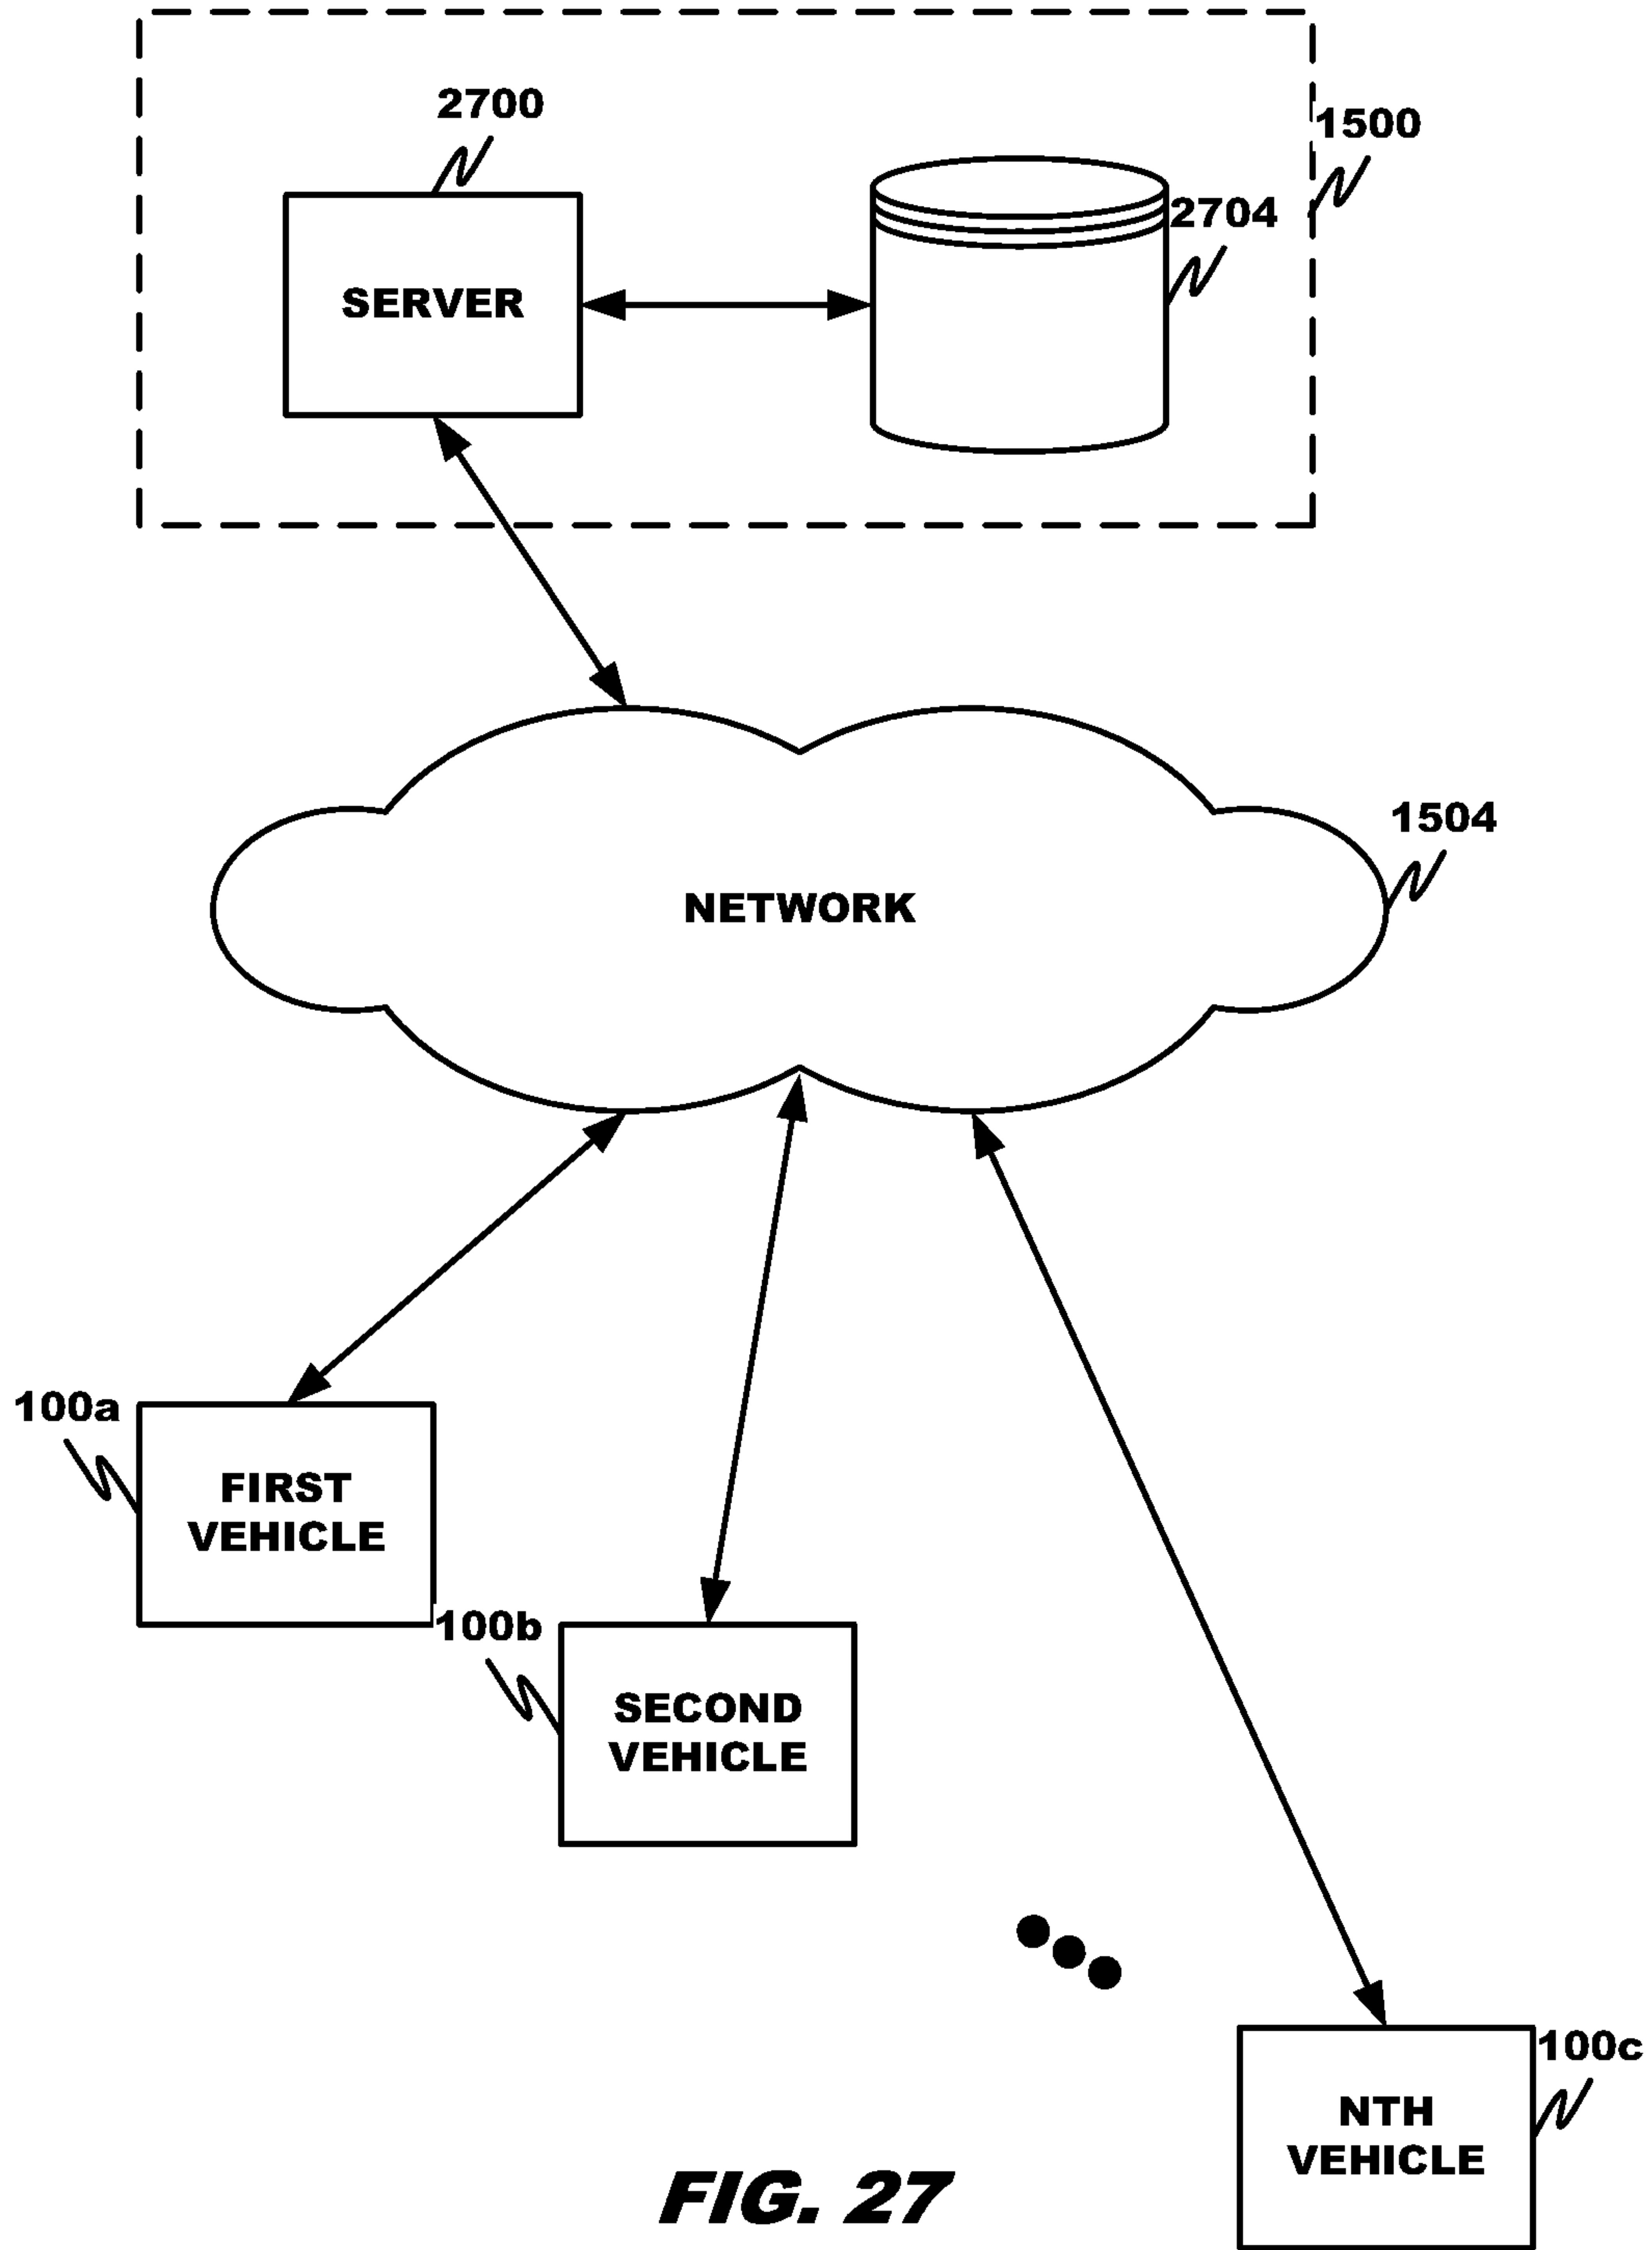 2700
1500
2704
SERVER
1504
NETWORK
100a
FIRST
VEHICLE
100b
SECOND
VEHICLE
100c
NTH
VEHICLE
FIG. 27